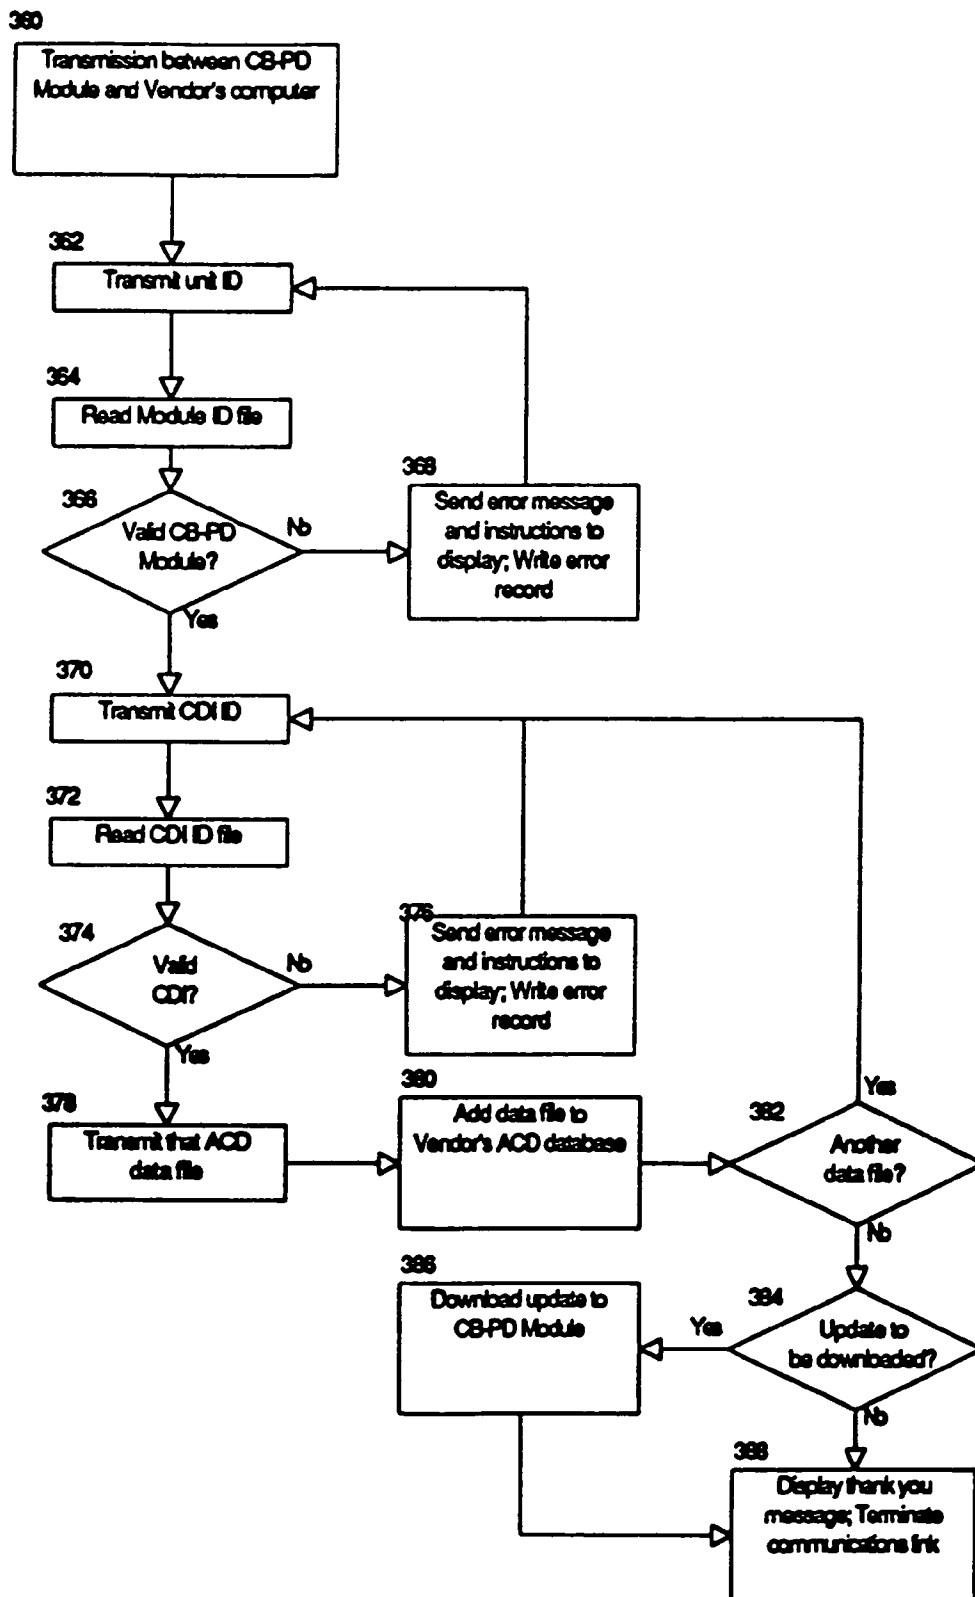 360
Transmission between CB-PD
Module and Vendor's computer
362
Transmit unit ID
364
Read Module ID file
366
Valid CB-PD
Module?
No
Yes
368
Send error message
and instructions to
display; Write error
record
370
Transmit CDI ID
372
Read CDI ID file
374
Valid
CDI?
No
Yes
376
Send error message
and instructions to
display; Write error
record
378
Transmit that ACD
data file
380
Add data file to
Vendor's ACD database
382
Another
data file?
Yes
No
384
Update to
be downloaded?
Yes
No
386
Download update to
CB-PD Module
388
Display thank you
message; Terminate
communications link